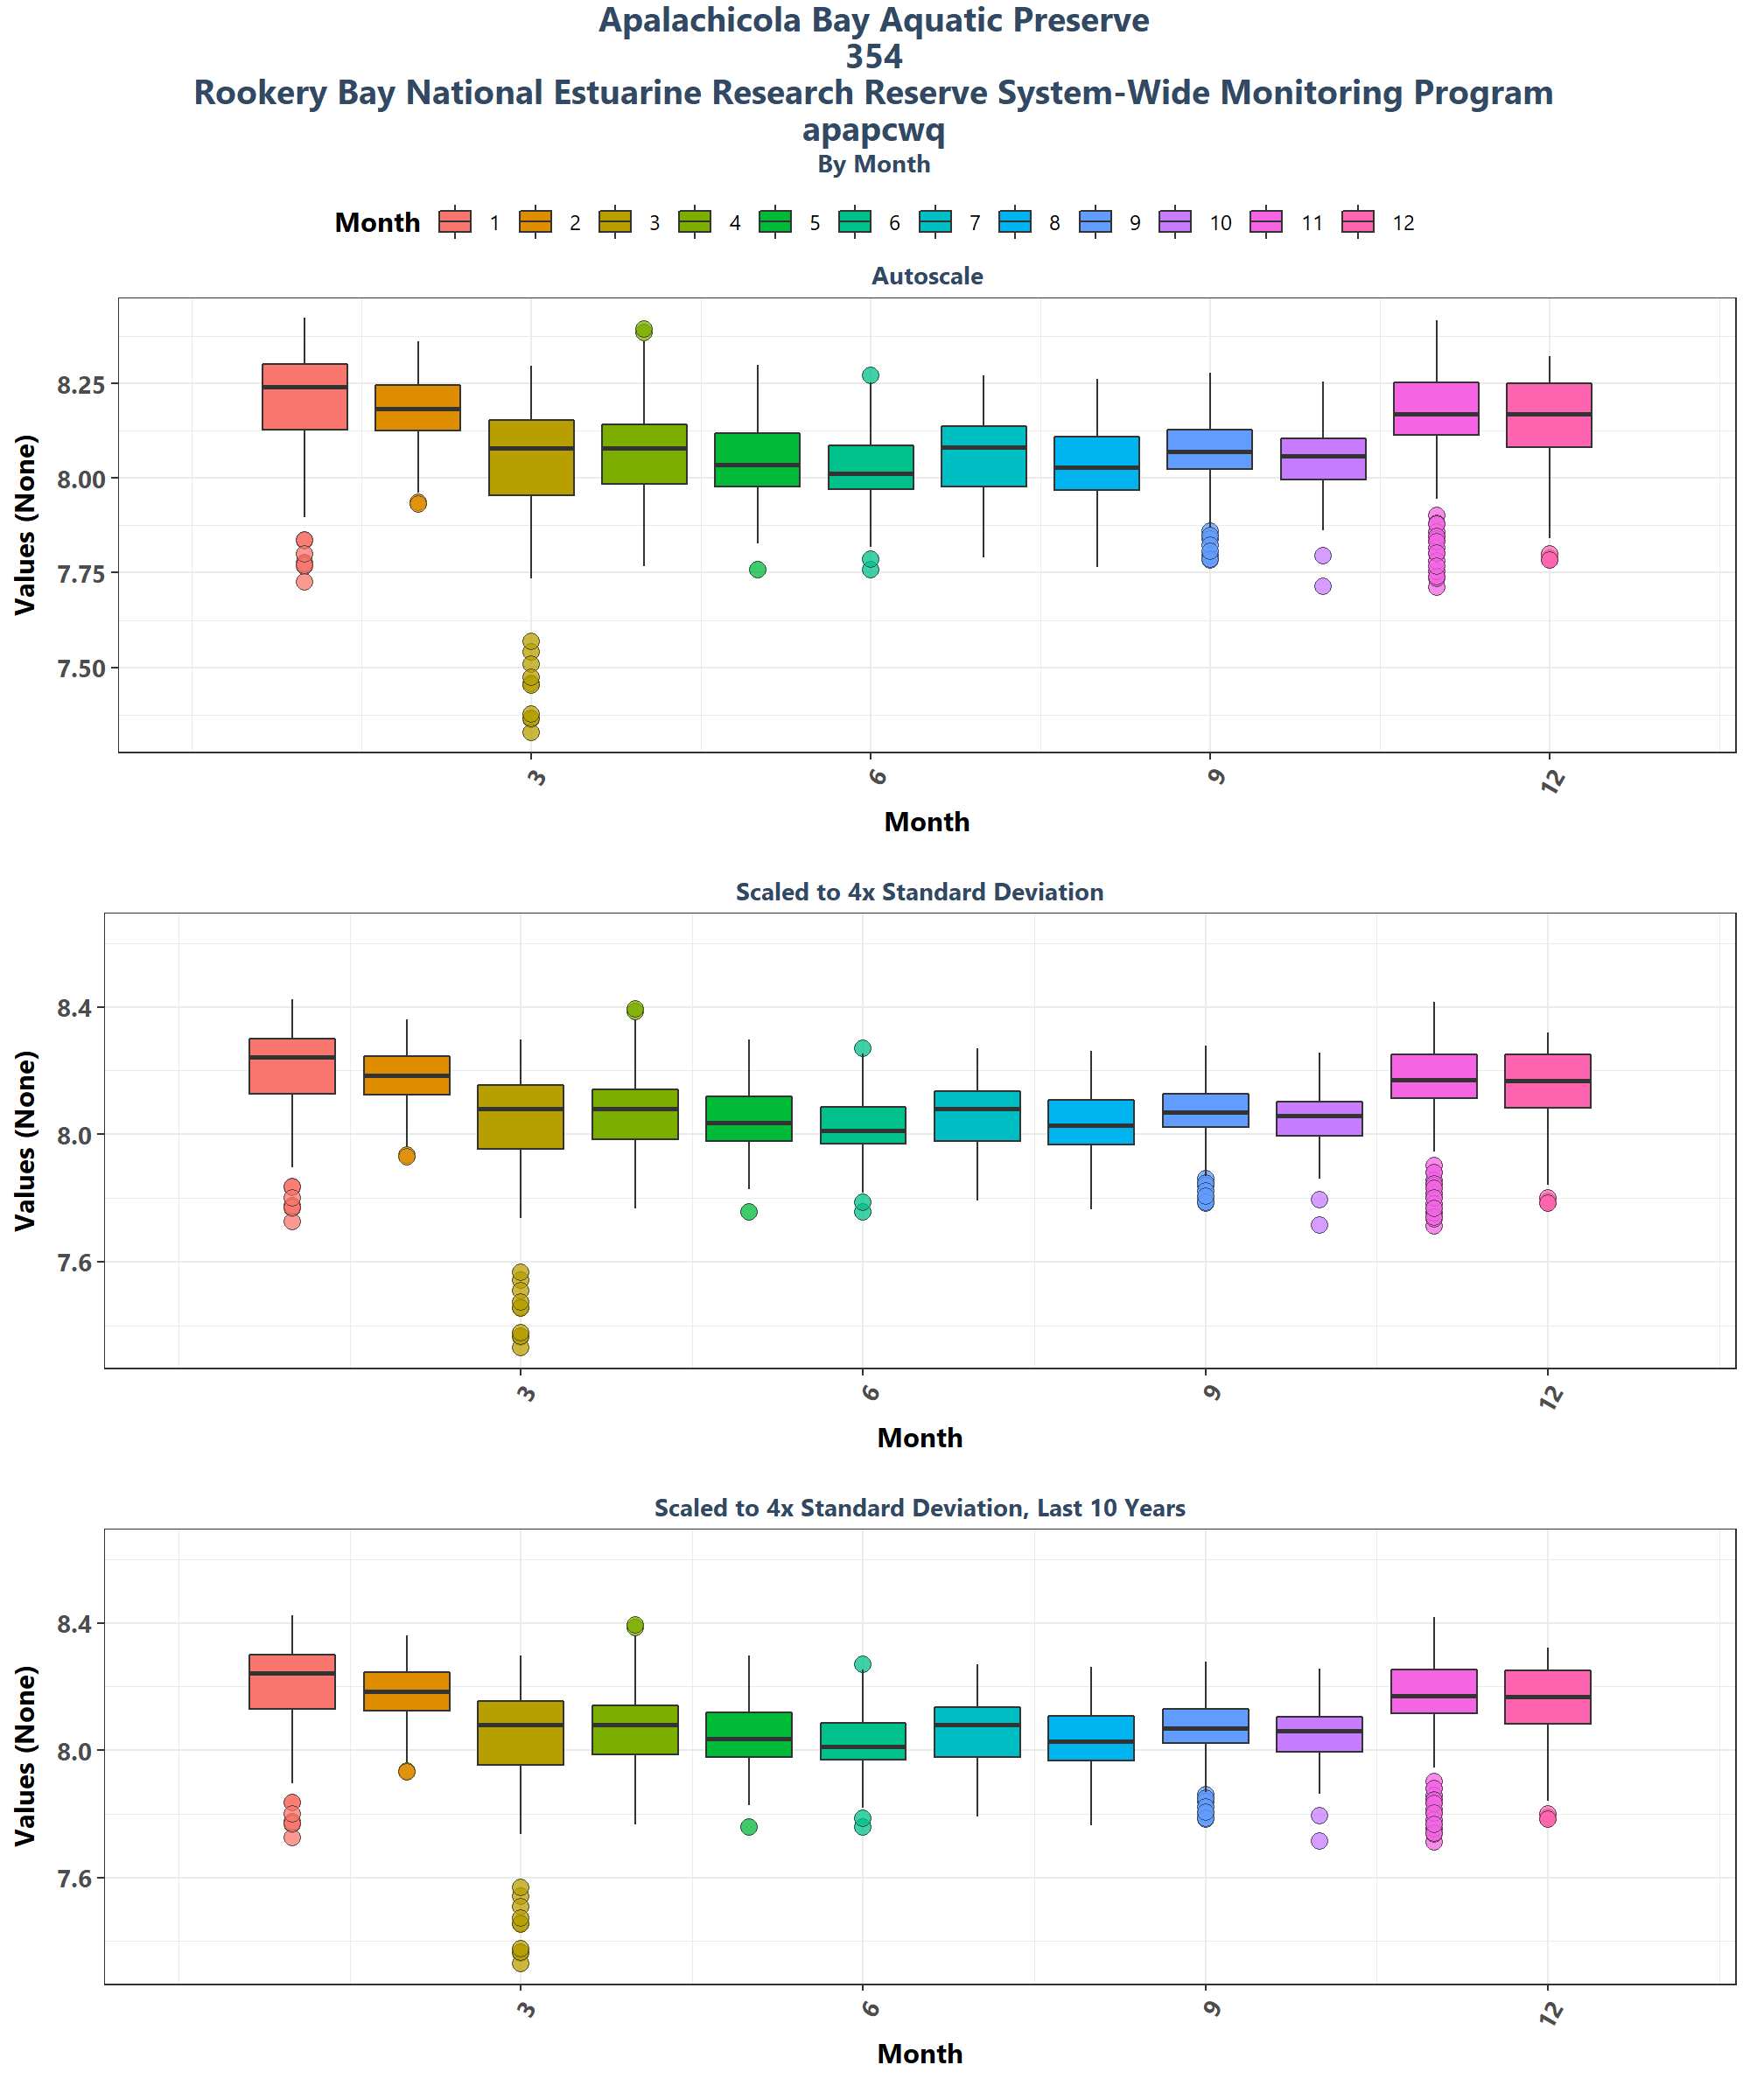 Apalachicola Bay Aquatic Preserve
354
Rookery Bay National Estuarine Research Reserve System-Wide Monitoring Program
apapcwq
By Month
Month 1 2 3 4 5 6 7 8 9 10 11 12
Autoscale
Values (None)
8.25
8.00
7.75
7.50
3 6 9 12
Month
Scaled to 4x Standard Deviation
Values (None)
8.4
8.0
7.6
3 6 9 12
Month
Scaled to 4x Standard Deviation, Last 10 Years
Values (None)
8.4
8.0
7.6
3 6 9 12
Month